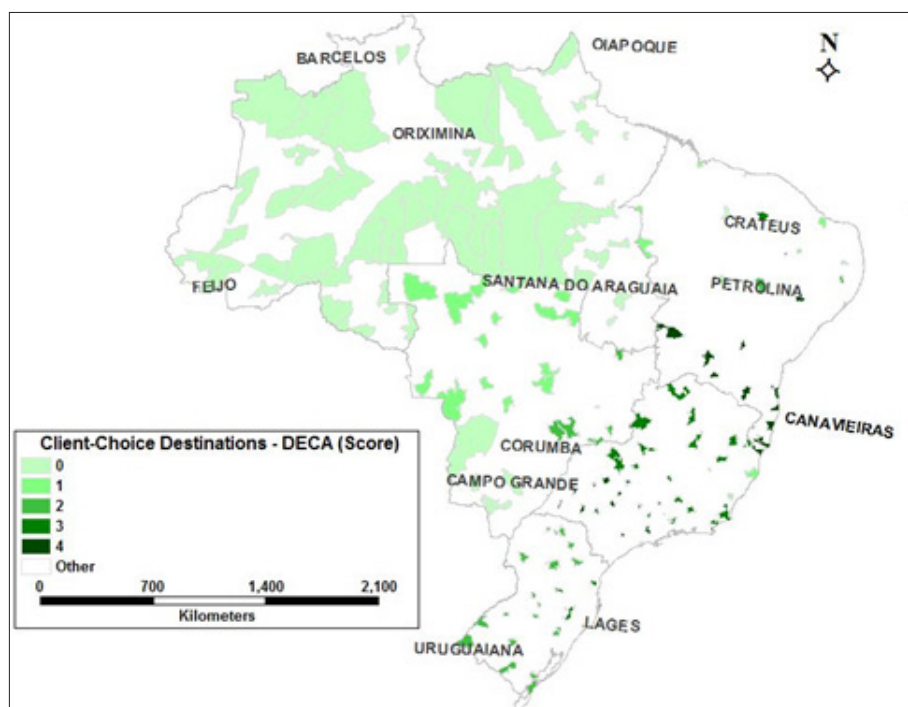 OIAPOQUE
N
BARCELOS
ORIXIMINA
CRATEUS
FEIJO
SANTANA DO ARAGUAIA
PETROLINA
CANAVIEIRAS
Client-Choice Destinations - DECA (Score)
0
1
2
3
4
Other
0 700 1,400 2,100
Kilometers
CORUMBA
CAMPO GRANDE
LAGES
URUGUAIANA